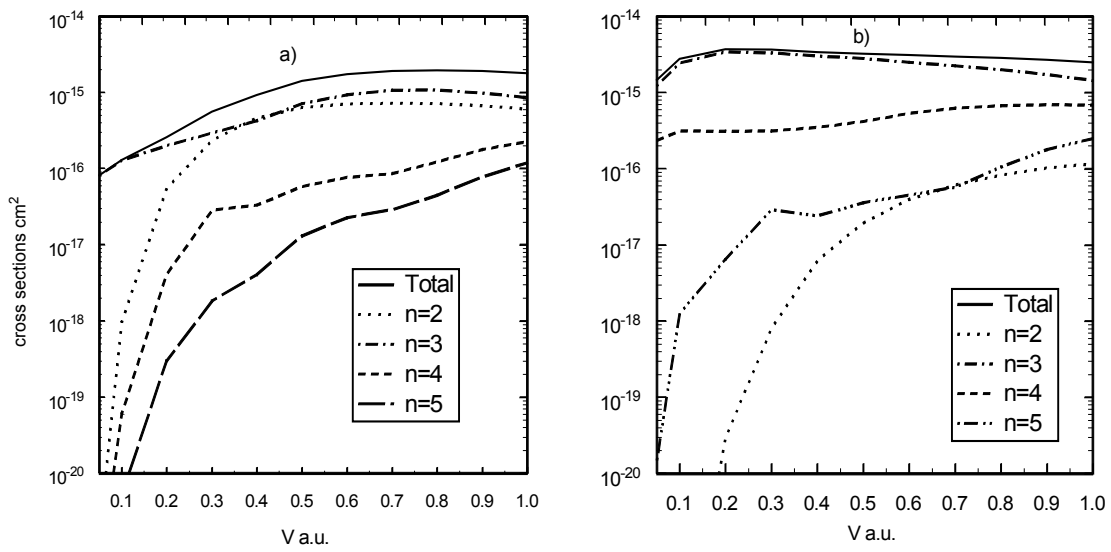 a)
10-14
10-15
10-16
10-17
10-18
10-19
10-20
cross sections cm2
Total
n=2
n=3
n=4
n=5
0.1 0.2 0.3 0.4 0.5 0.6 0.7 0.8 0.9 1.0
V a.u.
b)
10-14
10-15
10-16
10-17
10-18
10-19
10-20
Total
n=2
n=3
n=4
n=5
0.1 0.2 0.3 0.4 0.5 0.6 0.7 0.8 0.9 1.0
V a.u.